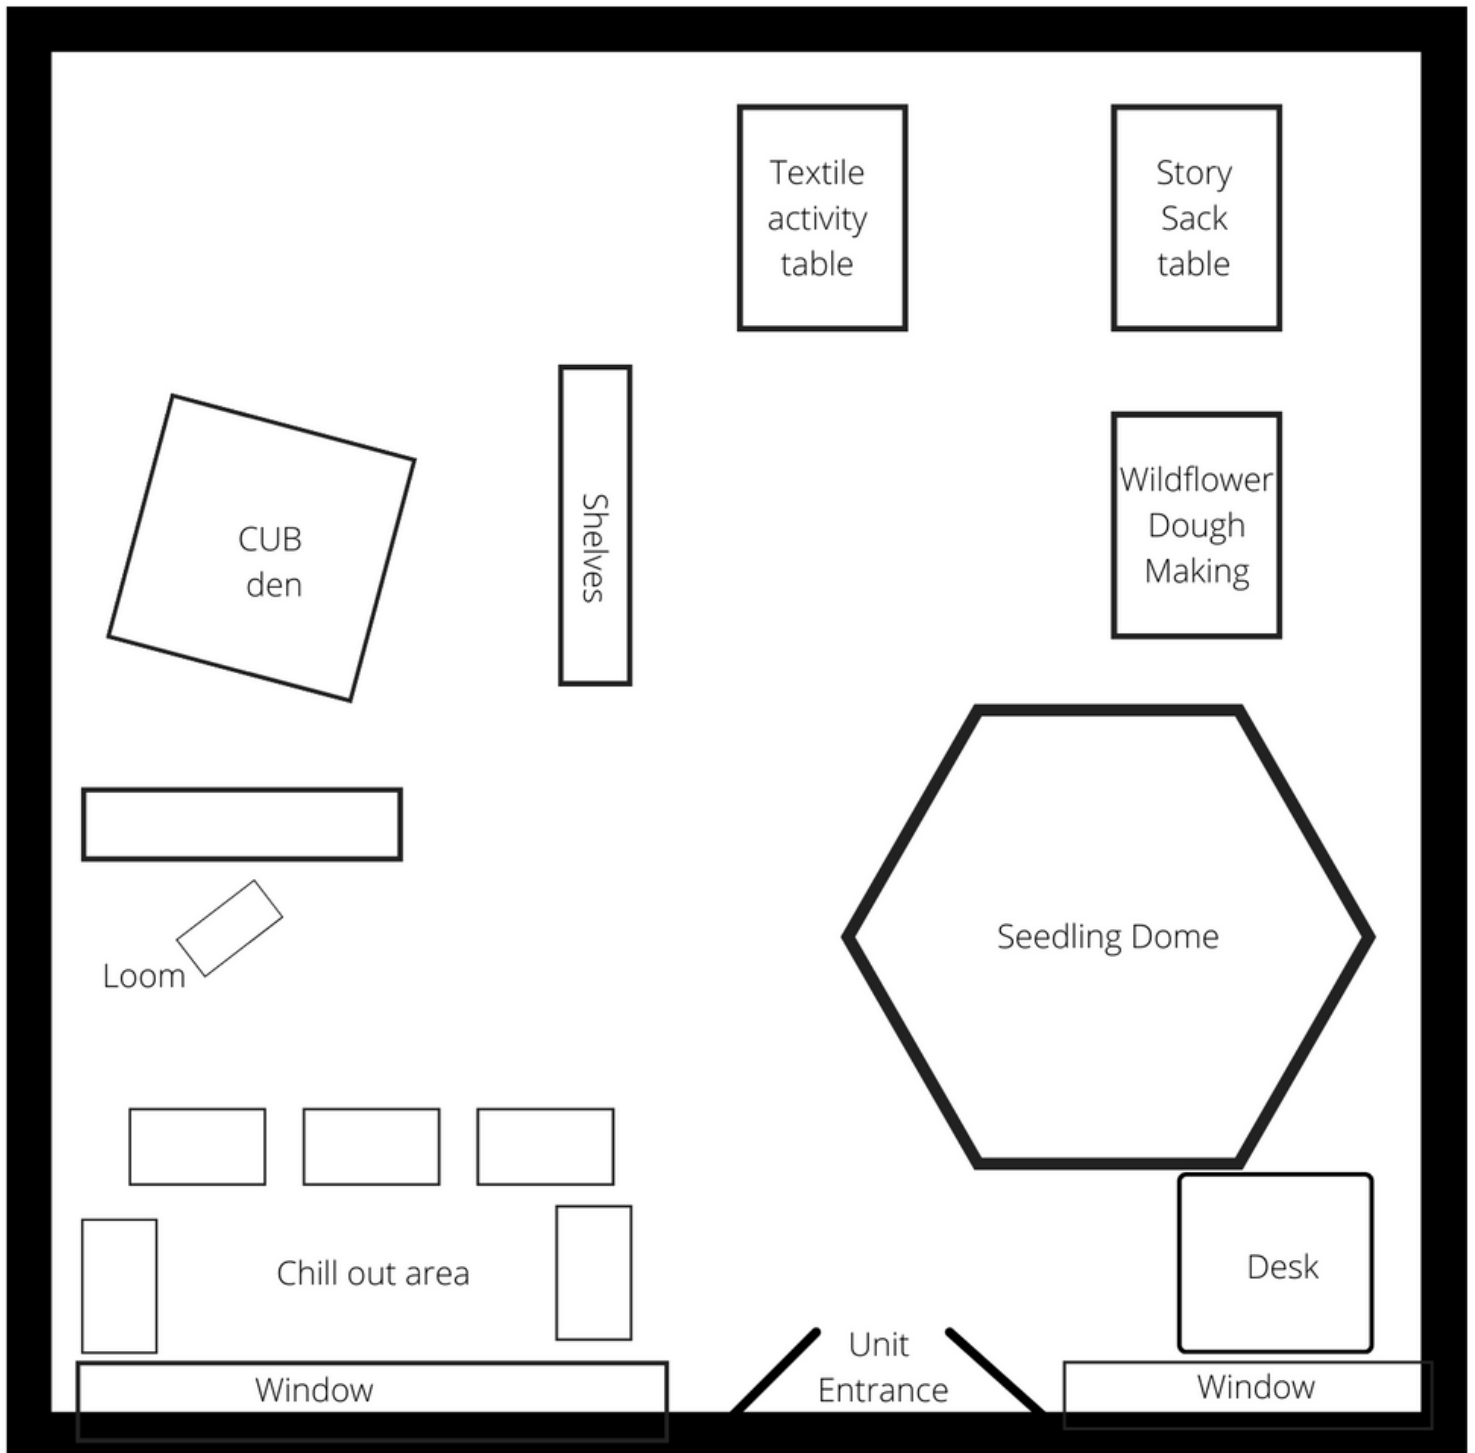 Textile
activity
table
Story
Sack
table
CUB
den
Shelves
Wildflower
Dough
Making
Loom
Seedling Dome
Chill out area
Desk
Unit
Entrance
Window
Window